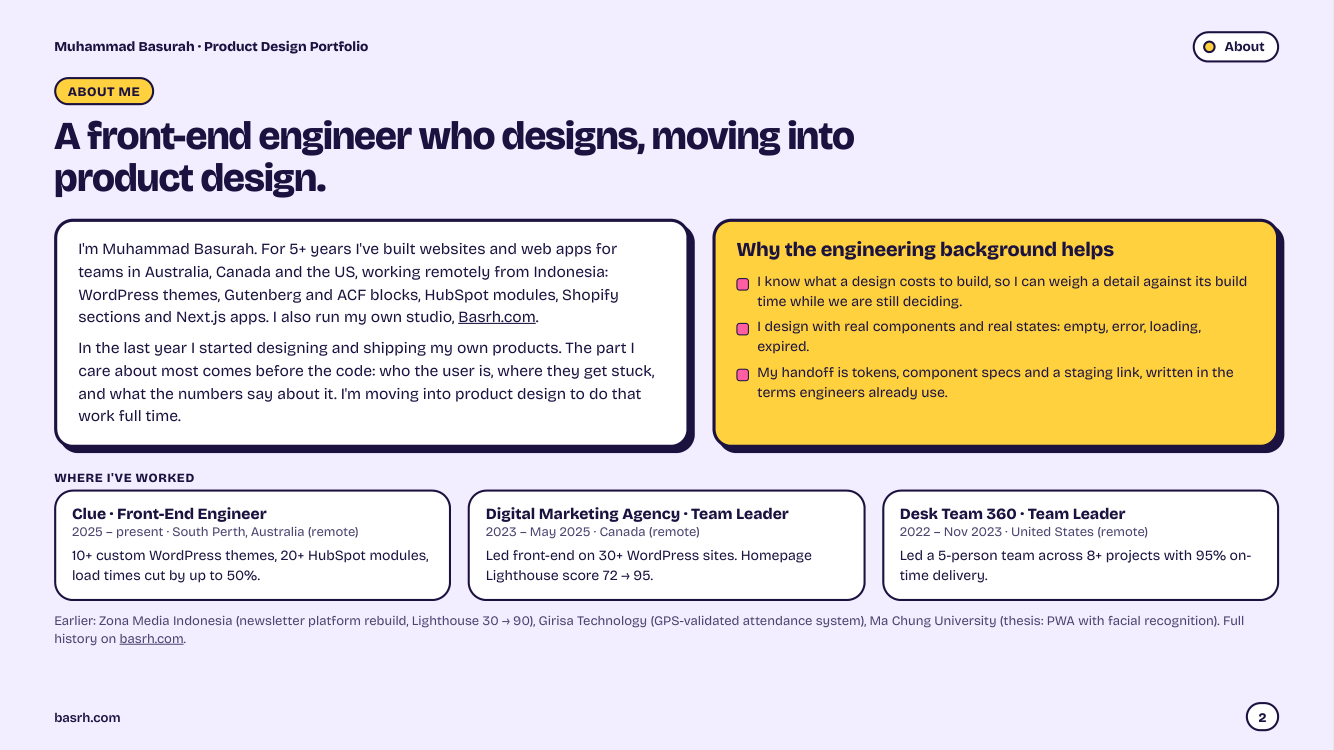 Muhammad Basurah · Product Design Portfolio
About
ABOUT ME
A front-end engineer who designs, moving into
product design.
I'm Muhammad Basurah. For 5+ years I've built websites and web apps for
teams in Australia, Canada and the US, working remotely from Indonesia:
WordPress themes, Gutenberg and ACF blocks, HubSpot modules, Shopify
sections and Next.js apps. I also run my own studio, Basrh.com.
In the last year I started designing and shipping my own products. The part I
care about most comes before the code: who the user is, where they get stuck,
and what the numbers say about it. I'm moving into product design to do that
work full time.
Why the engineering background helps
I know what a design costs to build, so I can weigh a detail against its build
time while we are still deciding.
I design with real components and real states: empty, error, loading,
expired.
My handoff is tokens, component specs and a staging link, written in the
terms engineers already use.
WHERE I'VE WORKED
Clue · Front-End Engineer
2025 – present · South Perth, Australia (remote)
10+ custom WordPress themes, 20+ HubSpot modules,
load times cut by up to 50%.
Digital Marketing Agency · Team Leader
2023 – May 2025 · Canada (remote)
Led front-end on 30+ WordPress sites. Homepage
Lighthouse score 72 → 95.
Desk Team 360 · Team Leader
2022 – Nov 2023 · United States (remote)
Led a 5-person team across 8+ projects with 95% on-
time delivery.
Earlier: Zona Media Indonesia (newsletter platform rebuild, Lighthouse 30 → 90), Girisa Technology (GPS-validated attendance system), Ma Chung University (thesis: PWA with facial recognition). Full
history on basrh.com.
basrh.com
2